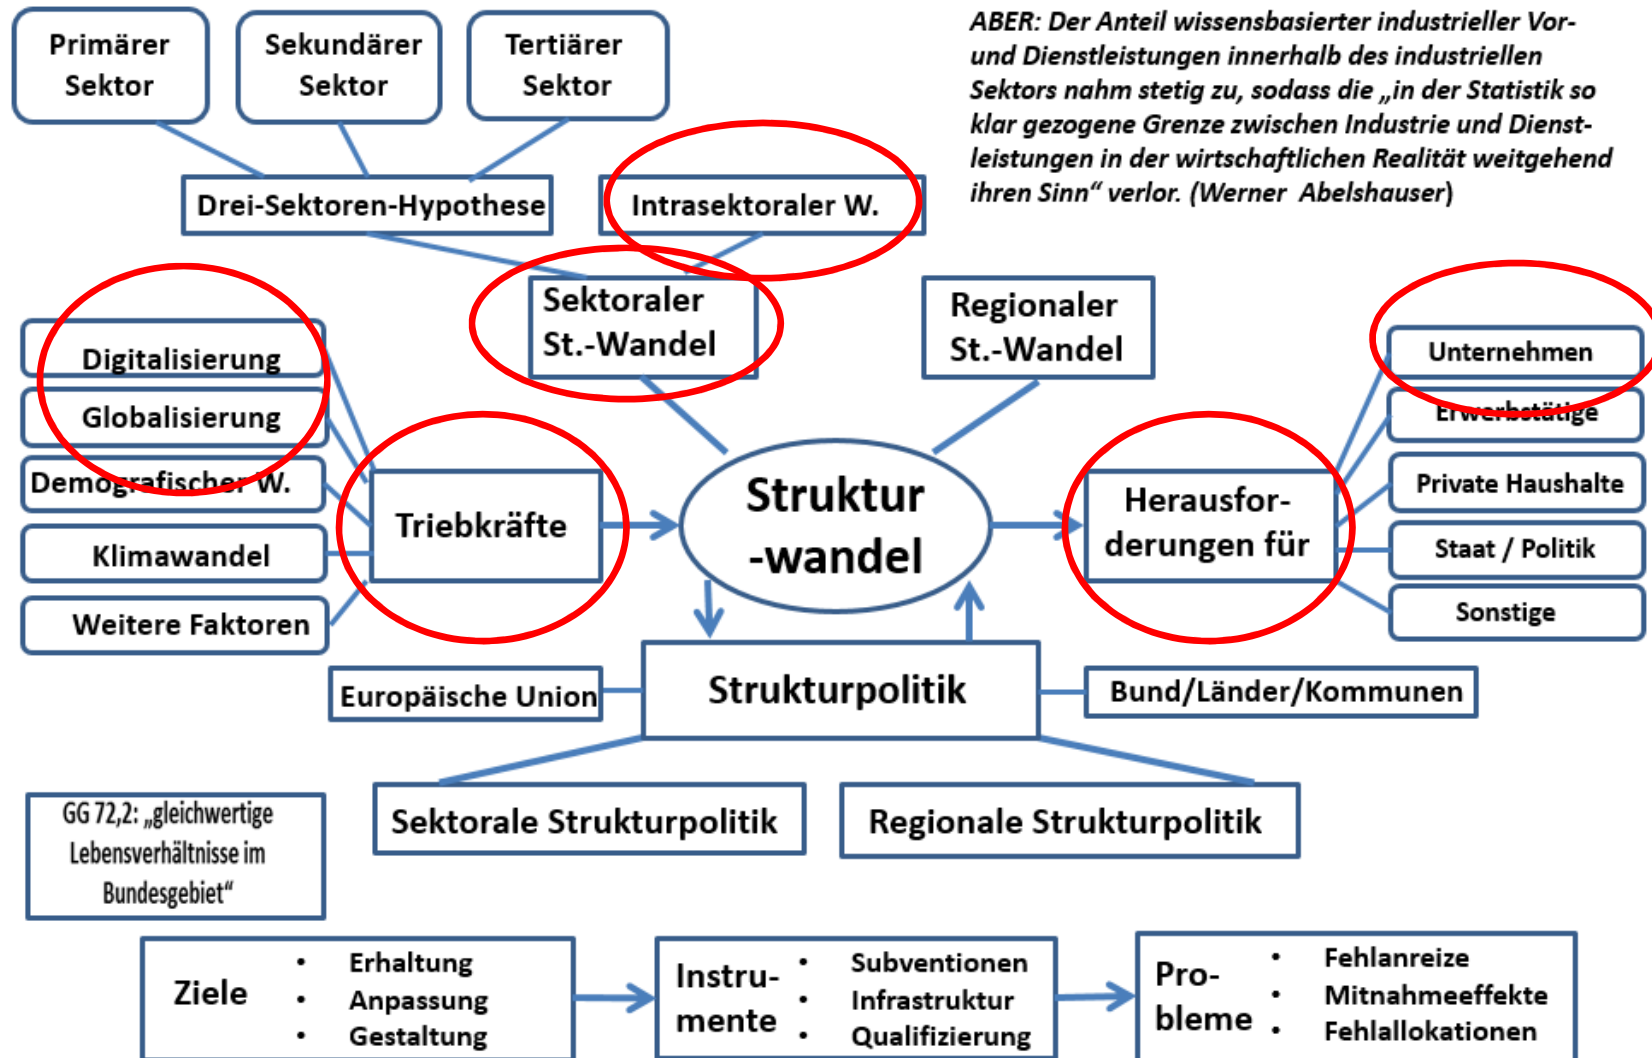 Primärer
Sektor
Sekundärer
Sektor
Tertiärer
Sektor
ABER: Der Anteil wissensbasierter industrieller Vor-
und Dienstleistungen innerhalb des industriellen
Sektors nahm stetig zu, sodass die „in der Statistik so
klar gezogene Grenze zwischen Industrie und Dienst-
leistungen in der wirtschaftlichen Realität weitgehend
ihren Sinn“ verlor. (Werner Abelshauser)
Drei-Sektoren-Hypothese
Intrasektoraler W.
Sektoraler
St.-Wandel
Regionaler
St.-Wandel
Digitalisierung
Globalisierung
Demografischer W.
Klimawandel
Weitere Faktoren
Triebkräfte
Struktur
-wandel
Herausfor-
derungen für
Unternehmen
Erwerbstätige
Private Haushalte
Staat / Politik
Sonstige
Europäische Union
Strukturpolitik
Bund/Länder/Kommunen
Sektorale Strukturpolitik
Regionale Strukturpolitik
GG 72,2: „gleichwertige
Lebensverhältnisse im
Bundesgebiet“
Ziele
• Erhaltung
• Anpassung
• Gestaltung
Instru-
mente
• Subventionen
• Infrastruktur
• Qualifizierung
Pro-
bleme
• Fehlanreize
• Mitnahmeeffekte
• Fehlallokationen